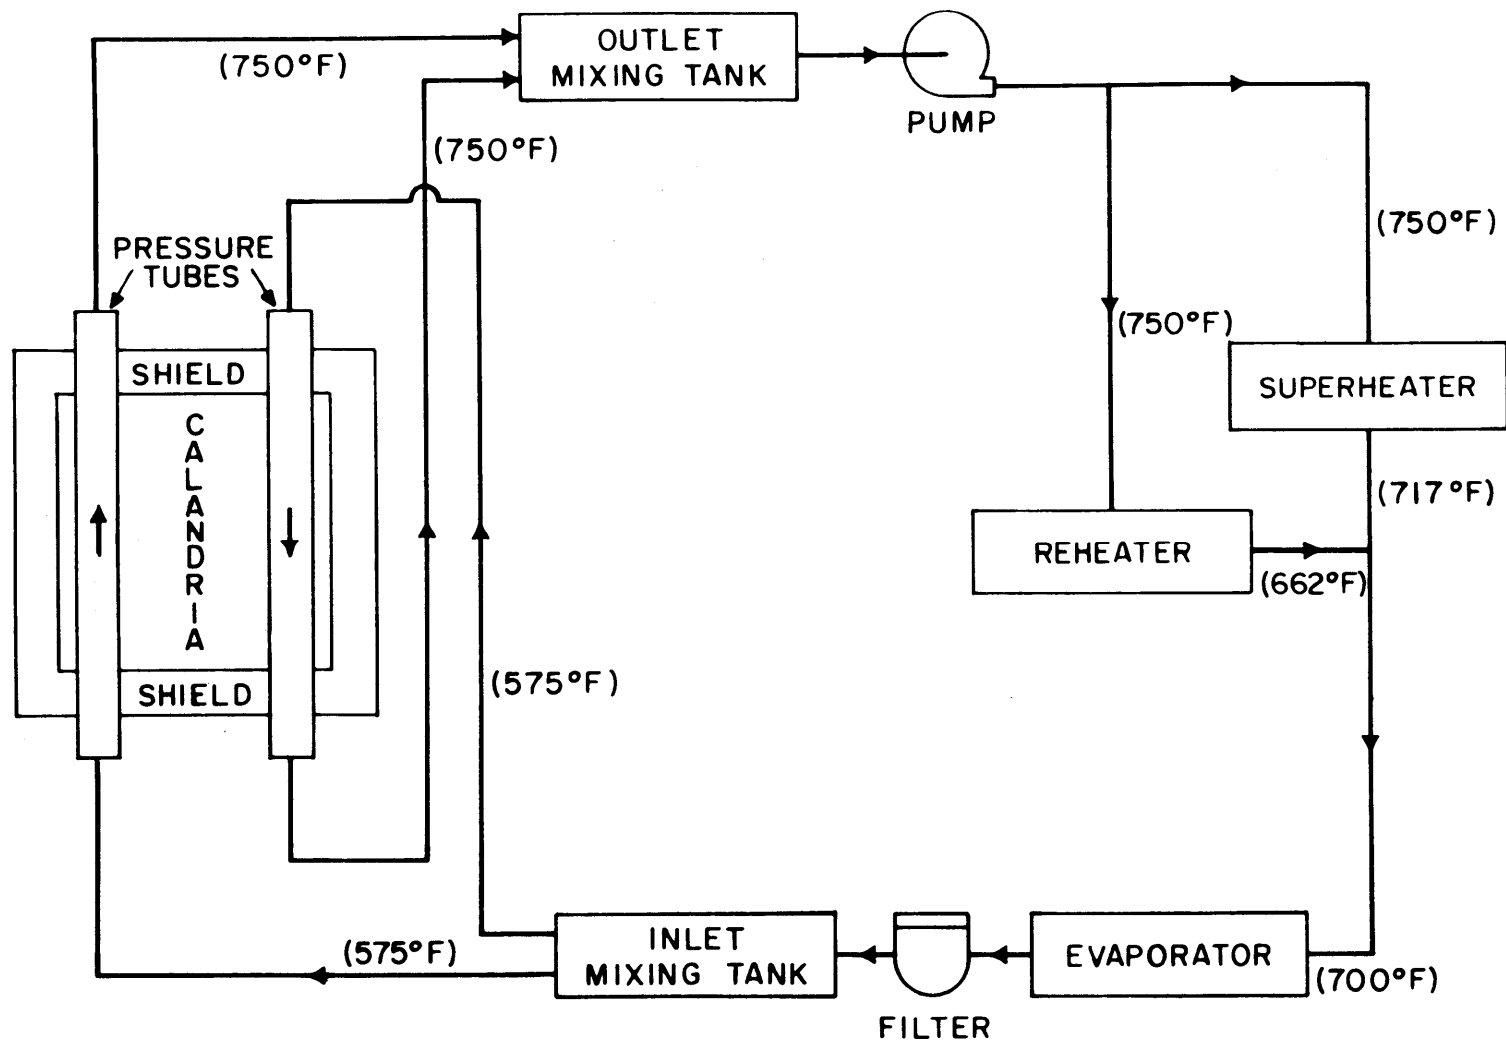 OUTLET
MIXING TANK
(750°F)
PUMP
(750°F)
(750°F)
PRESSURE
TUBES
(750°F)
SHIELD
SUPERHEATER
CALANDRIA
(717°F)
REHEATER
(662°F)
(575°F)
SHIELD
INLET
MIXING TANK
EVAPORATOR
(575°F)
(700°F)
FILTER